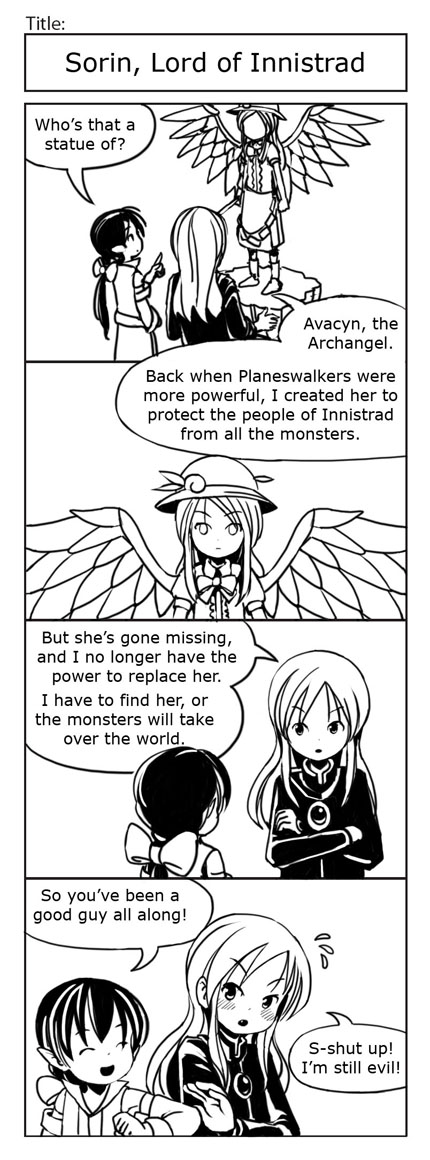 Title:
Sorin, Lord of Innistrad
Who's that a
statue of?
Avacyn, the
Archangel.
Back when Planeswalkers were
more powerful, I created her to
protect the people of Innistrad
from all the monsters.
But she's gone missing,
and I no longer have the
power to replace her.
I have to find her, or
the monsters will take
over the world.
So you've been a
good guy all along!
S-shut up!
I'm still evil!